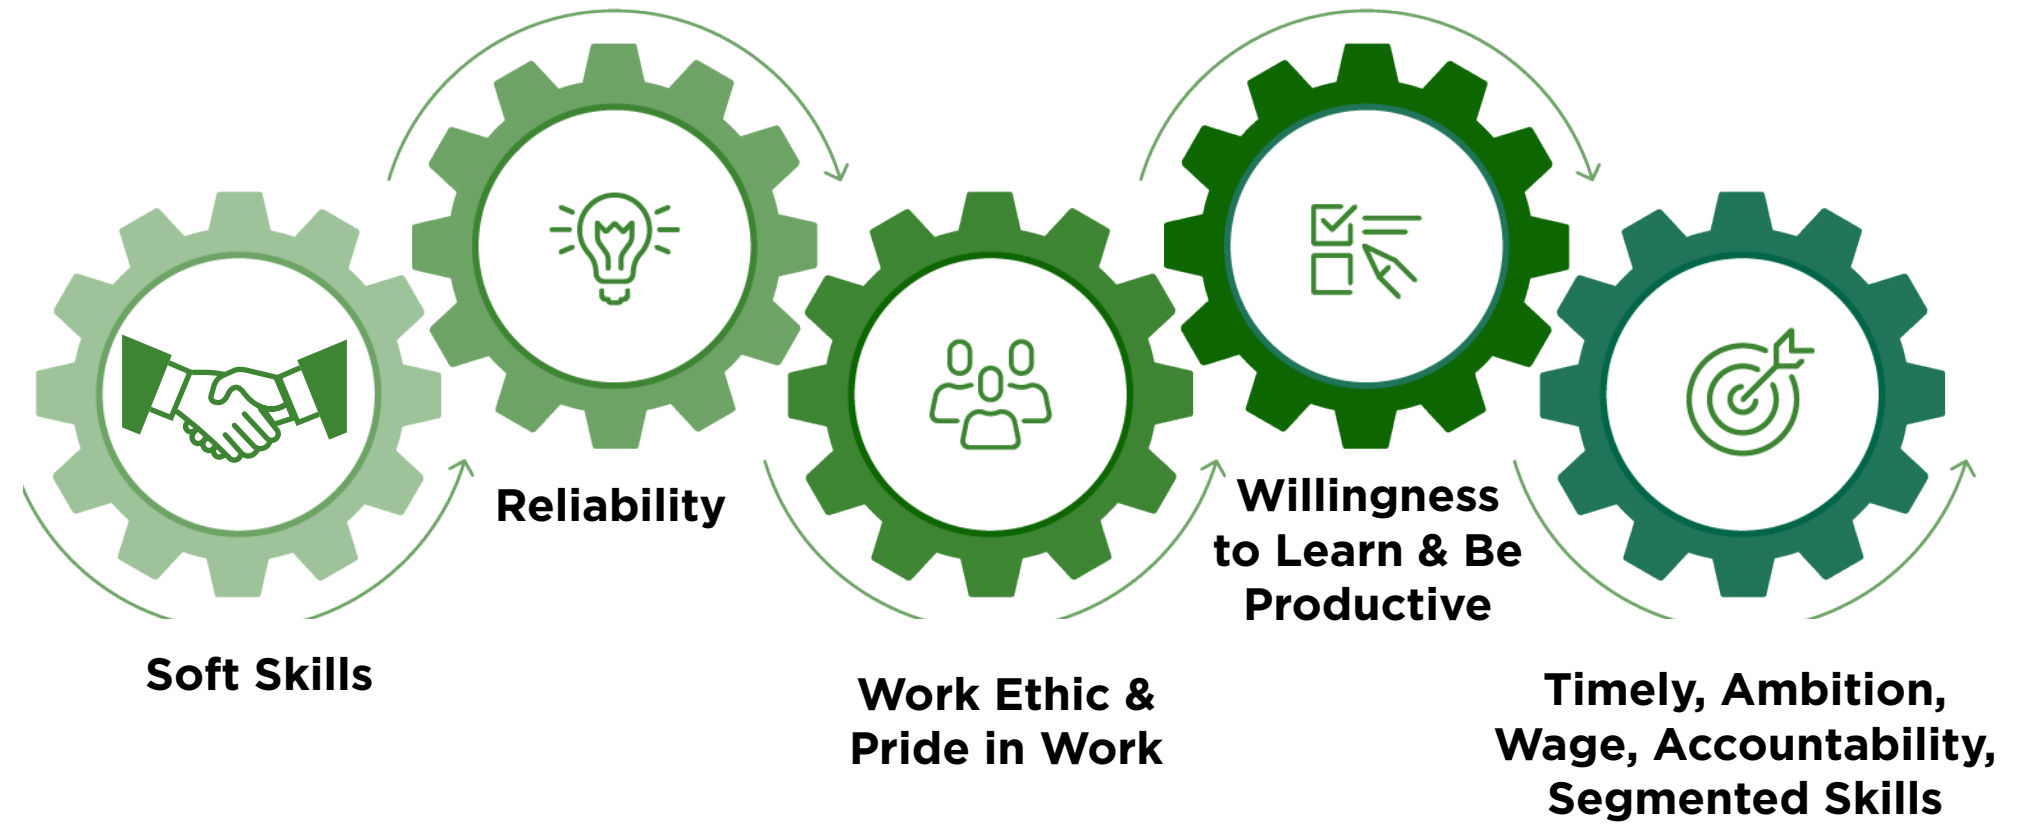 Soft Skills
Reliability
Work Ethic &
Pride in Work
Willingness
to Learn & Be
Productive
Timely, Ambition,
Wage, Accountability,
Segmented Skills